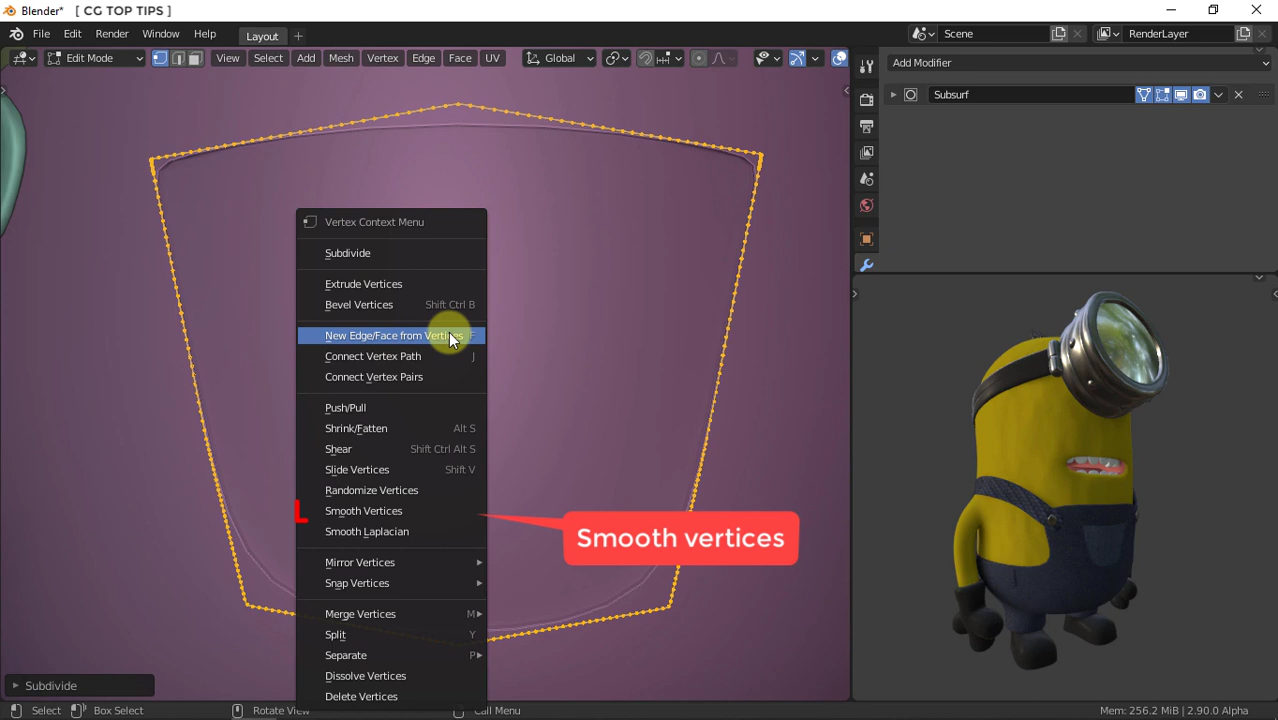 Blender* [ CG TOP TIPS ]
File Edit Render Window Help Layout + Scene RenderLayer
Edit Mode View Select Add Mesh Vertex Edge Face UV Global
Add Modifier
Subsurf
Vertex Context Menu
Subdivide
Extrude Vertices
Bevel Vertices Shift Ctrl B
New Edge/Face from Vertices F
Connect Vertex Path J
Connect Vertex Pairs
Push/Pull
Shrink/Fatten Alt S
Shear Shift Ctrl Alt S
Slide Vertices Shift V
Randomize Vertices
Smooth Vertices
Smooth vertices
Smooth Laplacian
Mirror Vertices
Snap Vertices
Merge Vertices M
Split Y
Separate P
Dissolve Vertices
Delete Vertices
Subdivide
Select Box Select Rotate View Call Menu Mem: 256.2 MiB | 2.90.0 Alpha